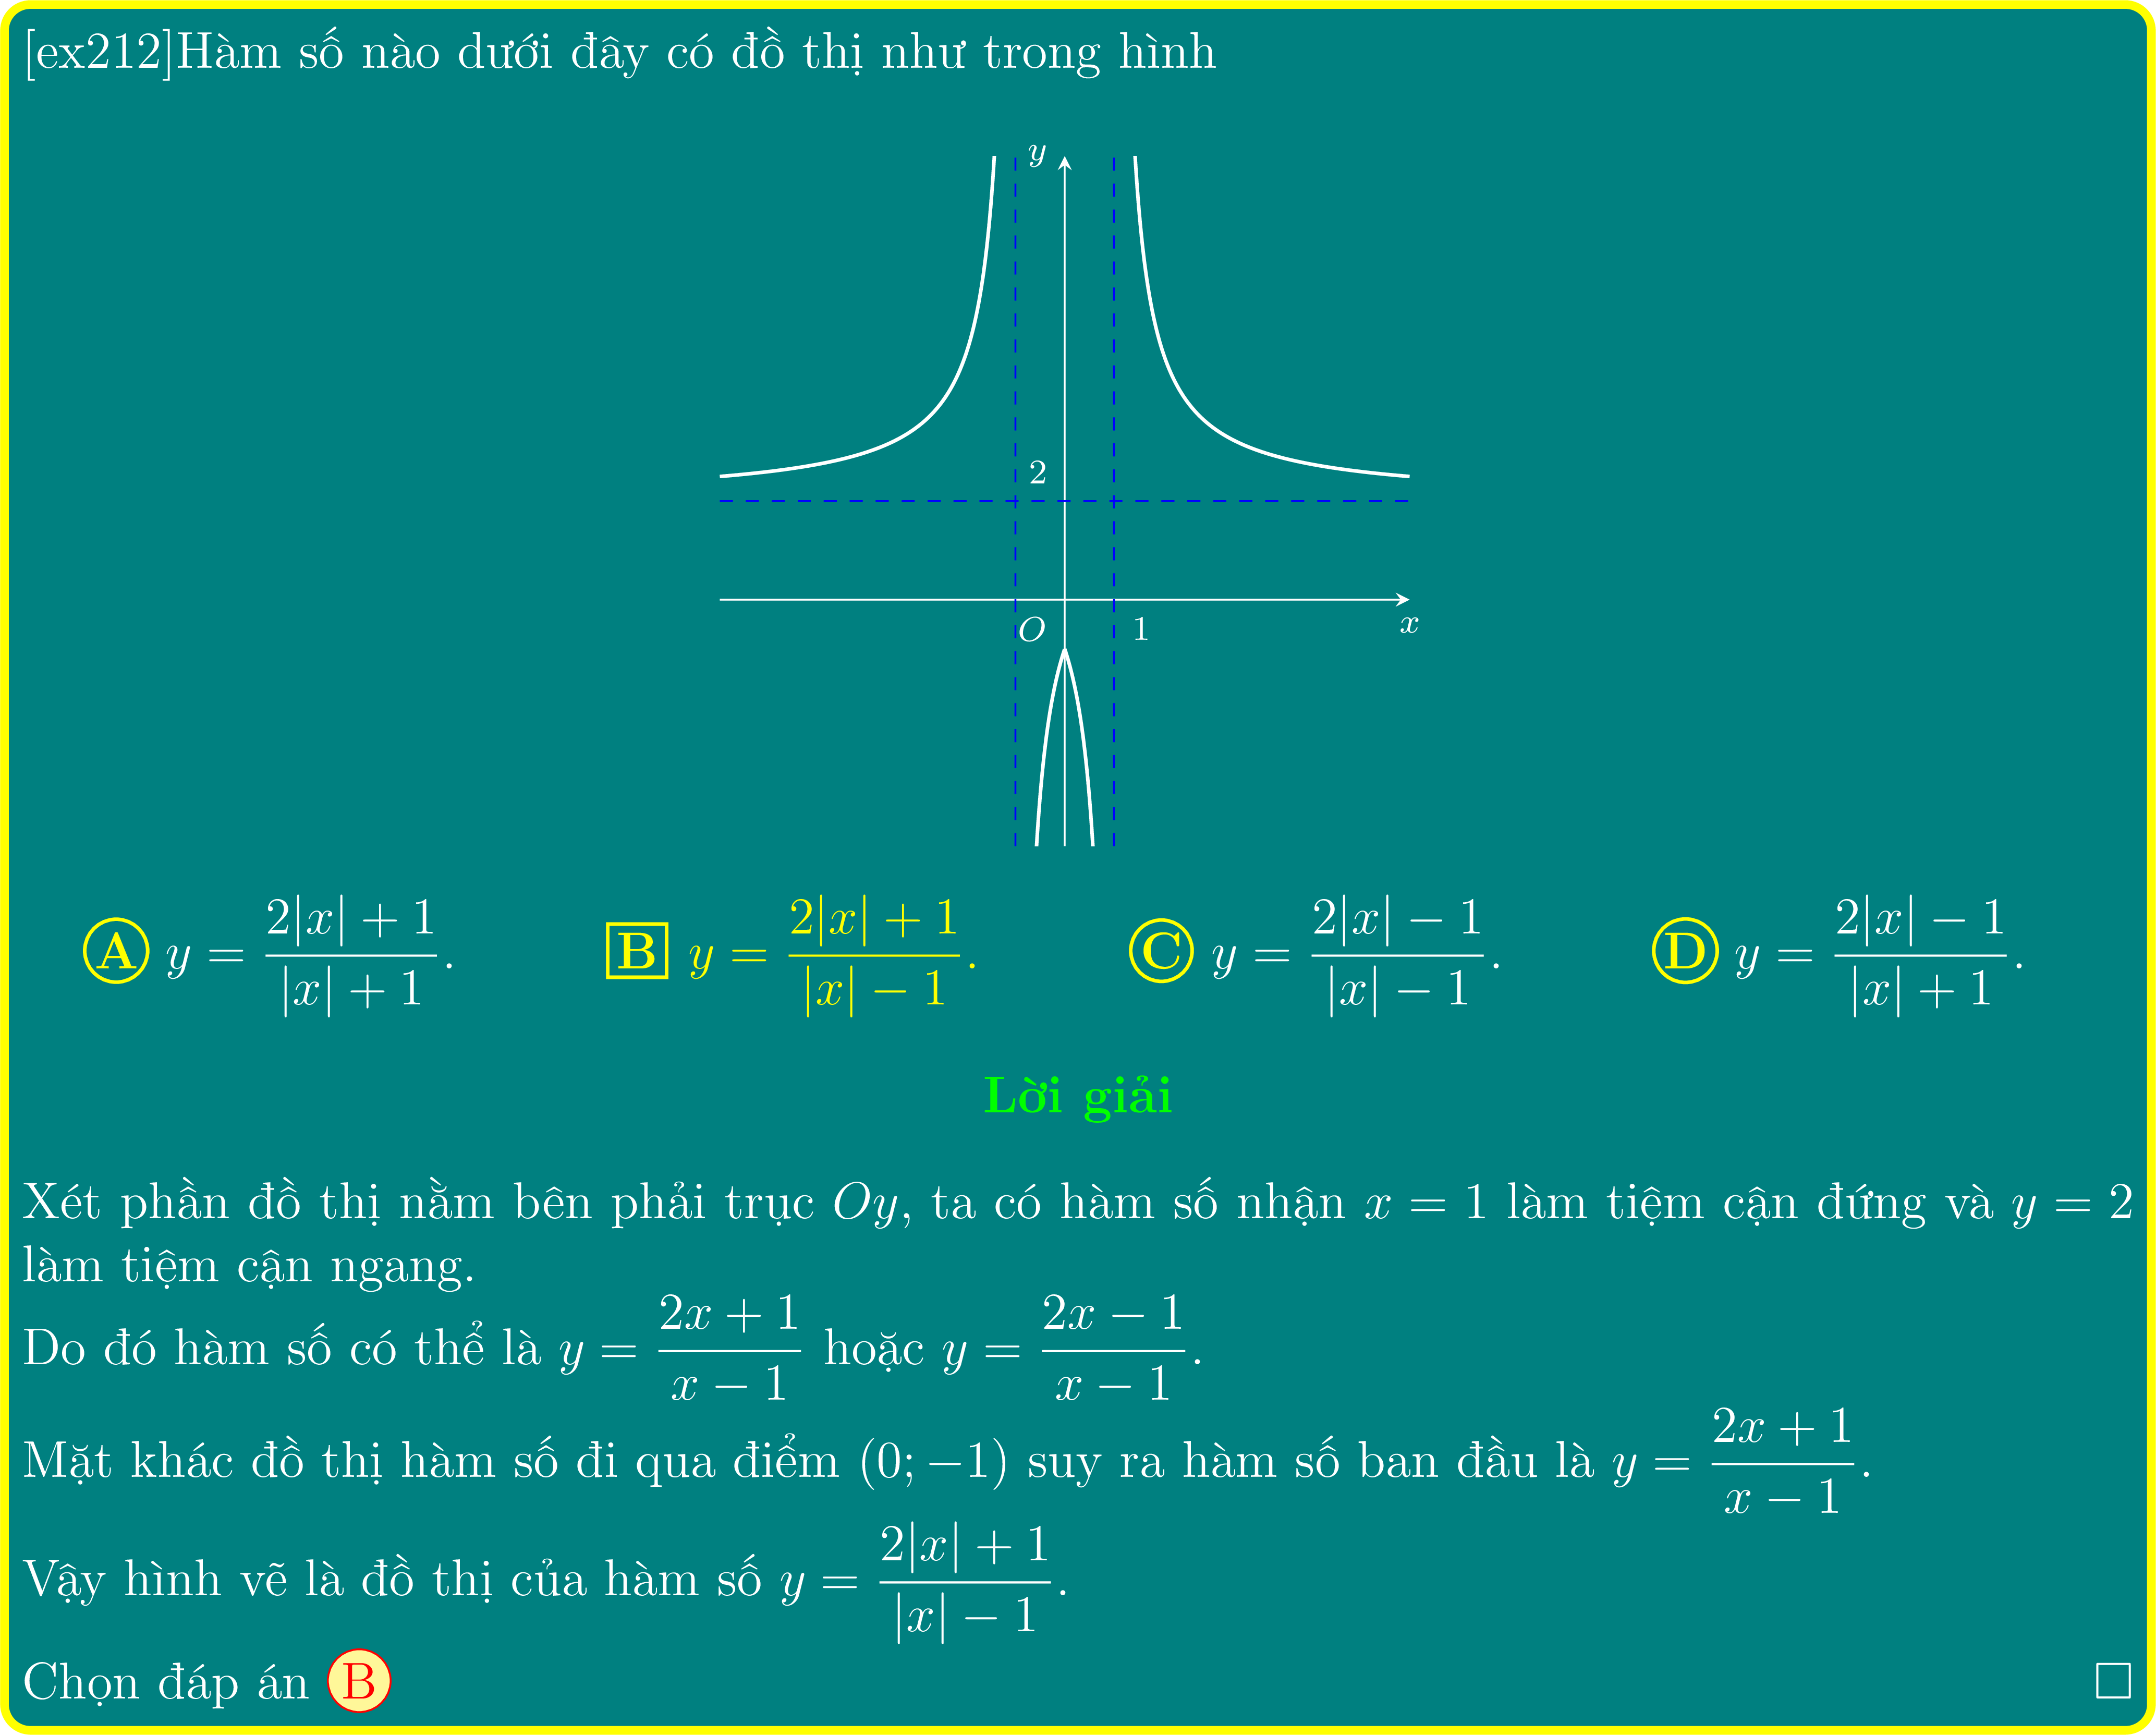 [ex212]Hàm số nào dưới đây có đồ thị như trong hình
y
2
O 1 x
A y = \frac{2|x| + 1}{|x| + 1}. B y = \frac{2|x| + 1}{|x| - 1}. C y = \frac{2|x| - 1}{|x| - 1}. D y = \frac{2|x| - 1}{|x| + 1}.
Lời giải
Xét phần đồ thị nằm bên phải trục Oy, ta có hàm số nhận x = 1 làm tiệm cận đứng và y = 2
làm tiệm cận ngang.
Do đó hàm số có thể là y = \frac{2x + 1}{x - 1} hoặc y = \frac{2x - 1}{x - 1}.
Mặt khác đồ thị hàm số đi qua điểm (0; −1) suy ra hàm số ban đầu là y = \frac{2x + 1}{x - 1}.
Vậy hình vẽ là đồ thị của hàm số y = \frac{2|x| + 1}{|x| - 1}.
Chọn đáp án B □